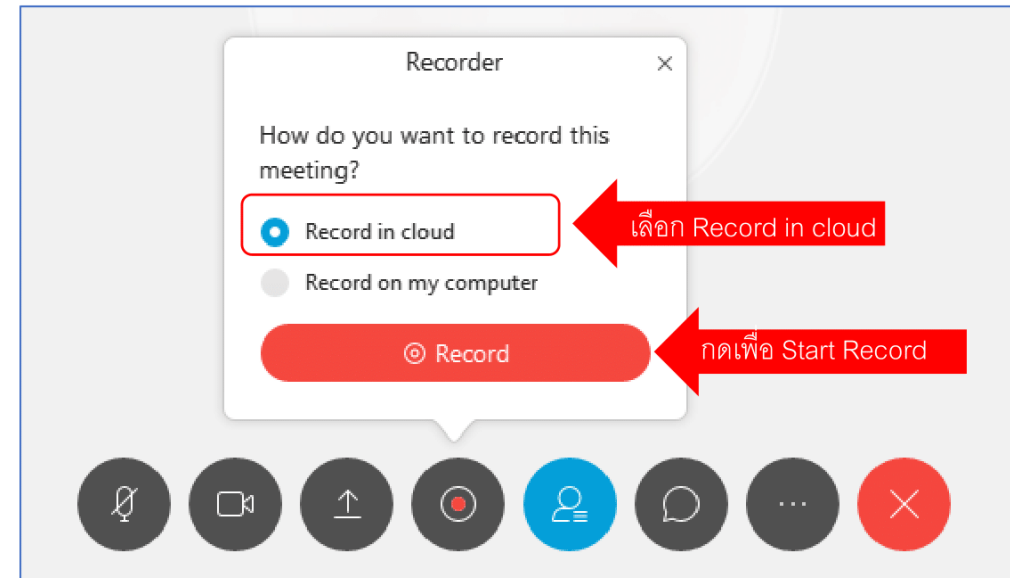 Recorder
How do you want to record this
meeting?
Record in cloud
เลือก Record in cloud
Record on my computer
Record
กดเพื่อ Start Record